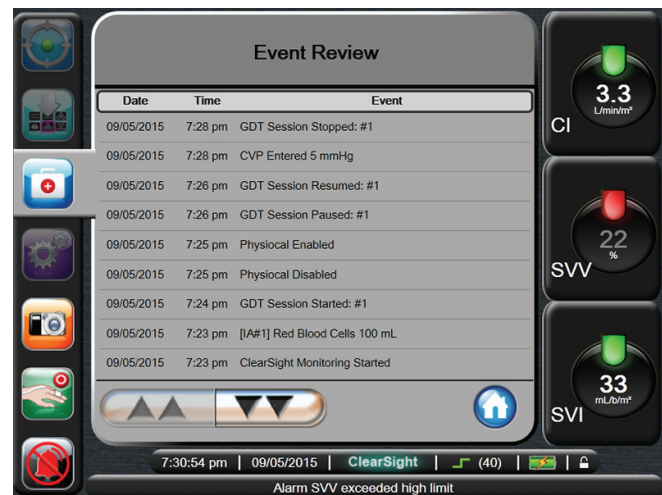 Event Review
Date Time Event
09/05/2015 7:28 pm GDT Session Stopped: #1
09/05/2015 7:28 pm CVP Entered 5 mmHg
09/05/2015 7:26 pm GDT Session Resumed: #1
09/05/2015 7:26 pm GDT Session Paused: #1
09/05/2015 7:25 pm Physiocal Enabled
09/05/2015 7:25 pm Physiocal Disabled
09/05/2015 7:24 pm GDT Session Started: #1
09/05/2015 7:23 pm [IA#1] Red Blood Cells 100 mL
09/05/2015 7:23 pm ClearSight Monitoring Started
3.3
L/min/m²
CI
22
%
SVV
33
mL/b/m²
SVI
7:30:54 pm | 09/05/2015 | ClearSight | (40) | |
Alarm SVV exceeded high limit